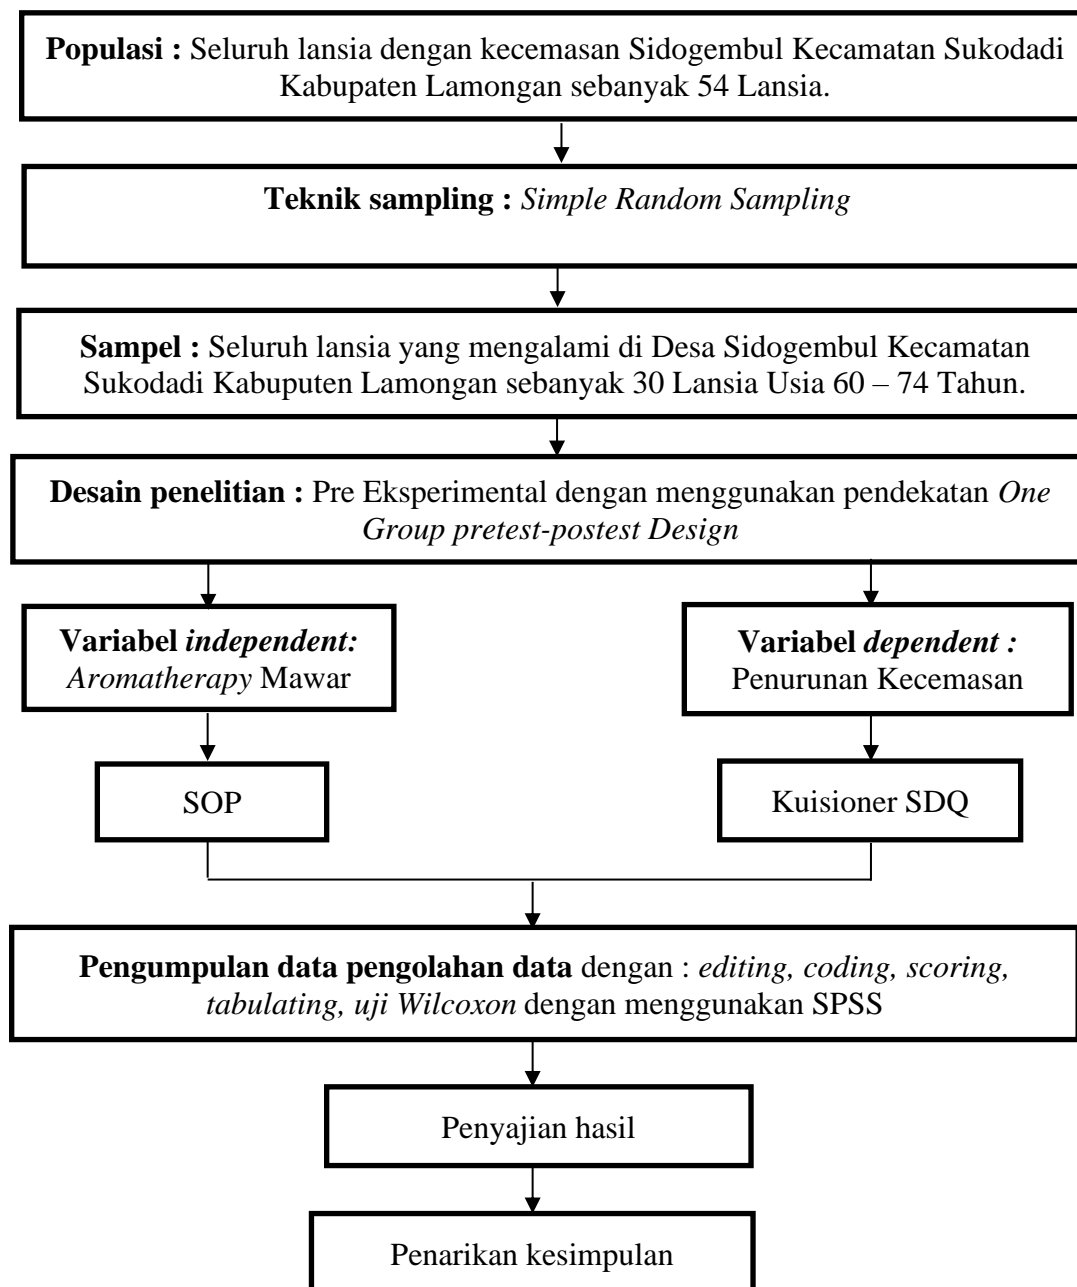 Populasi : Seluruh lansia dengan kecemasan Sidogembul Kecamatan Sukodadi
Kabupaten Lamongan sebanyak 54 Lansia.
Teknik sampling : Simple Random Sampling
Sampel : Seluruh lansia yang mengalami di Desa Sidogembul Kecamatan
Sukodadi Kabuputen Lamongan sebanyak 30 Lansia Usia 60 – 74 Tahun.
Desain penelitian : Pre Eksperimental dengan menggunakan pendekatan One
Group pretest-postest Design
Variabel independent:
Aromatherapy Mawar
Variabel dependent :
Penurunan Kecemasan
SOP
Kuisioner SDQ
Pengumpulan data pengolahan data dengan : editing, coding, scoring,
tabulating, uji Wilcoxon dengan menggunakan SPSS
Penyajian hasil
Penarikan kesimpulan